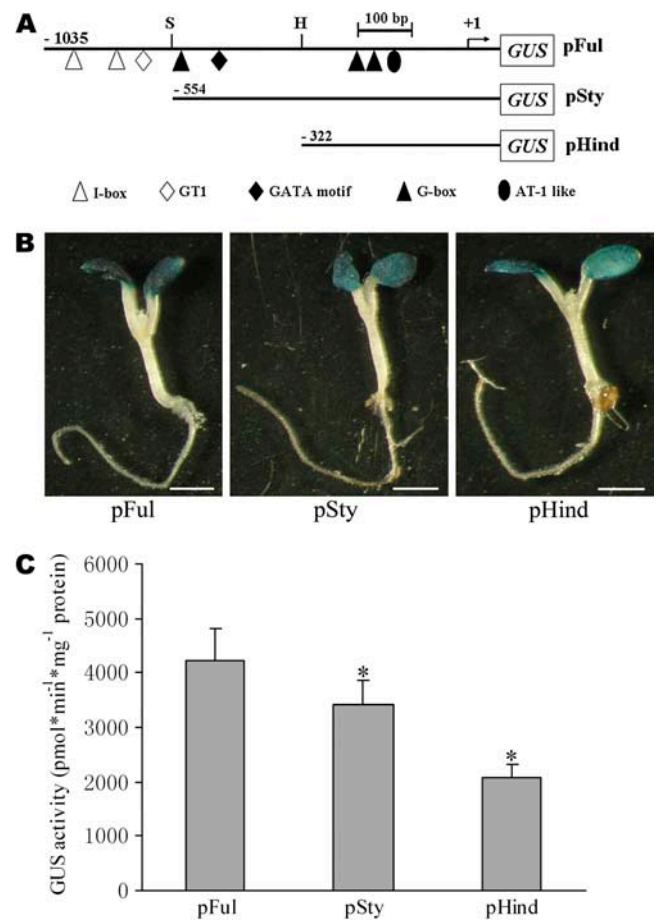 A
S H 100 bp +1
- 1035 GUS pFul
- 554 GUS pSty
- 322 GUS pHind
I-box GT1 GATA motif G-box AT-1 like
B
pFul pSty pHind
C
GUS activity (pmol*min-1*mg-1 protein)
6000
5000
4000
3000
2000
1000
0
* *
pFul pSty pHind